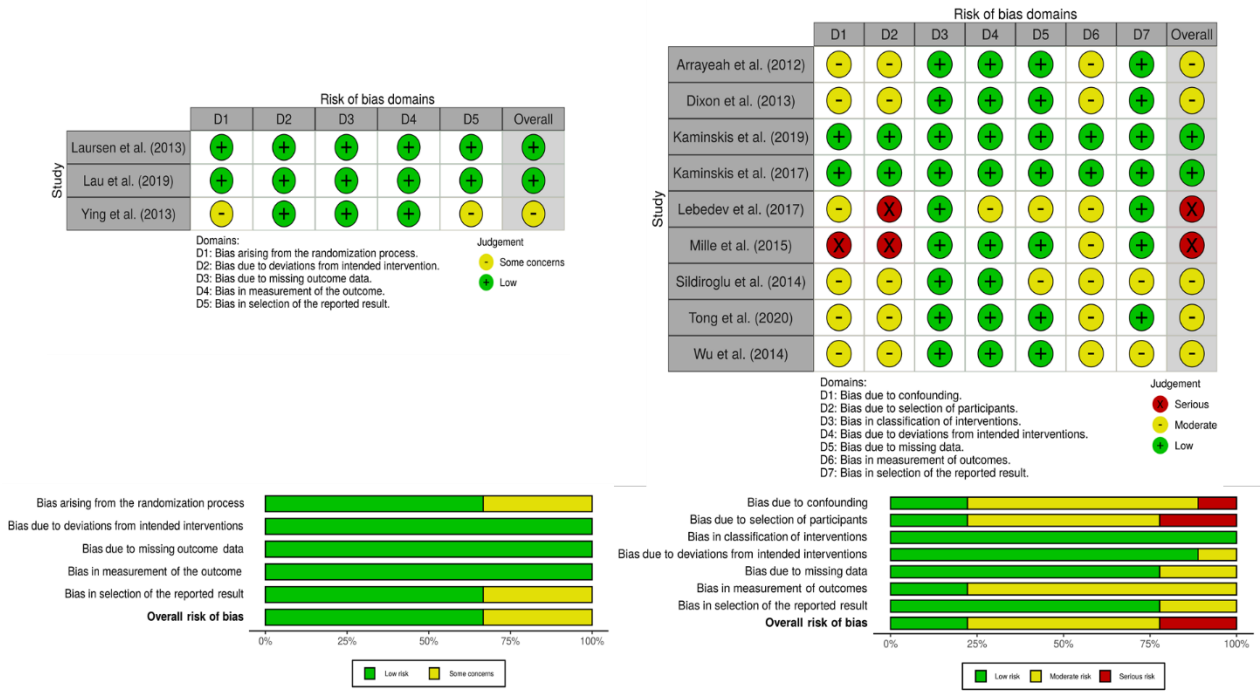 Risk of bias domains
D1 D2 D3 D4 D5 Overall
Study
Laursen et al. (2013) + + + + + +
Lau et al. (2019) + + + + + +
Ying et al. (2013) - + + + - -
Domains:
D1: Bias arising from the randomization process.
D2: Bias due to deviations from intended intervention.
D3: Bias due to missing outcome data.
D4: Bias in measurement of the outcome.
D5: Bias in selection of the reported result.
Judgement
- Some concerns
+ Low
Risk of bias domains
D1 D2 D3 D4 D5 D6 D7 Overall
Study
Arrayeah et al. (2012) - - + + + - + -
Dixon et al. (2013) - - + + + - + -
Kaminskis et al. (2019) + + + + + + + +
Kaminskis et al. (2017) + + + + + + + +
Lebedev et al. (2017) - X + - - - + X
Mille et al. (2015) X X + + + - + X
Sildiroglu et al. (2014) - - + + - - - -
Tong et al. (2020) - - + + + - + -
Wu et al. (2014) - - + + + - - -
Domains:
D1: Bias due to confounding.
D2: Bias due to selection of participants.
D3: Bias in classification of interventions.
D4: Bias due to deviations from intended interventions.
D5: Bias due to missing data.
D6: Bias in measurement of outcomes.
D7: Bias in selection of the reported result.
Judgement
X Serious
- Moderate
+ Low
Bias arising from the randomization process
Bias due to deviations from intended interventions
Bias due to missing outcome data
Bias in measurement of the outcome
Bias in selection of the reported result
Overall risk of bias
0% 25% 50% 75% 100%
Low risk Some concerns
Bias due to confounding
Bias due to selection of participants
Bias in classification of interventions
Bias due to deviations from intended interventions
Bias due to missing data
Bias in measurement of outcomes
Bias in selection of the reported result
Overall risk of bias
0% 25% 50% 75% 100%
Low risk Moderate risk Serious risk